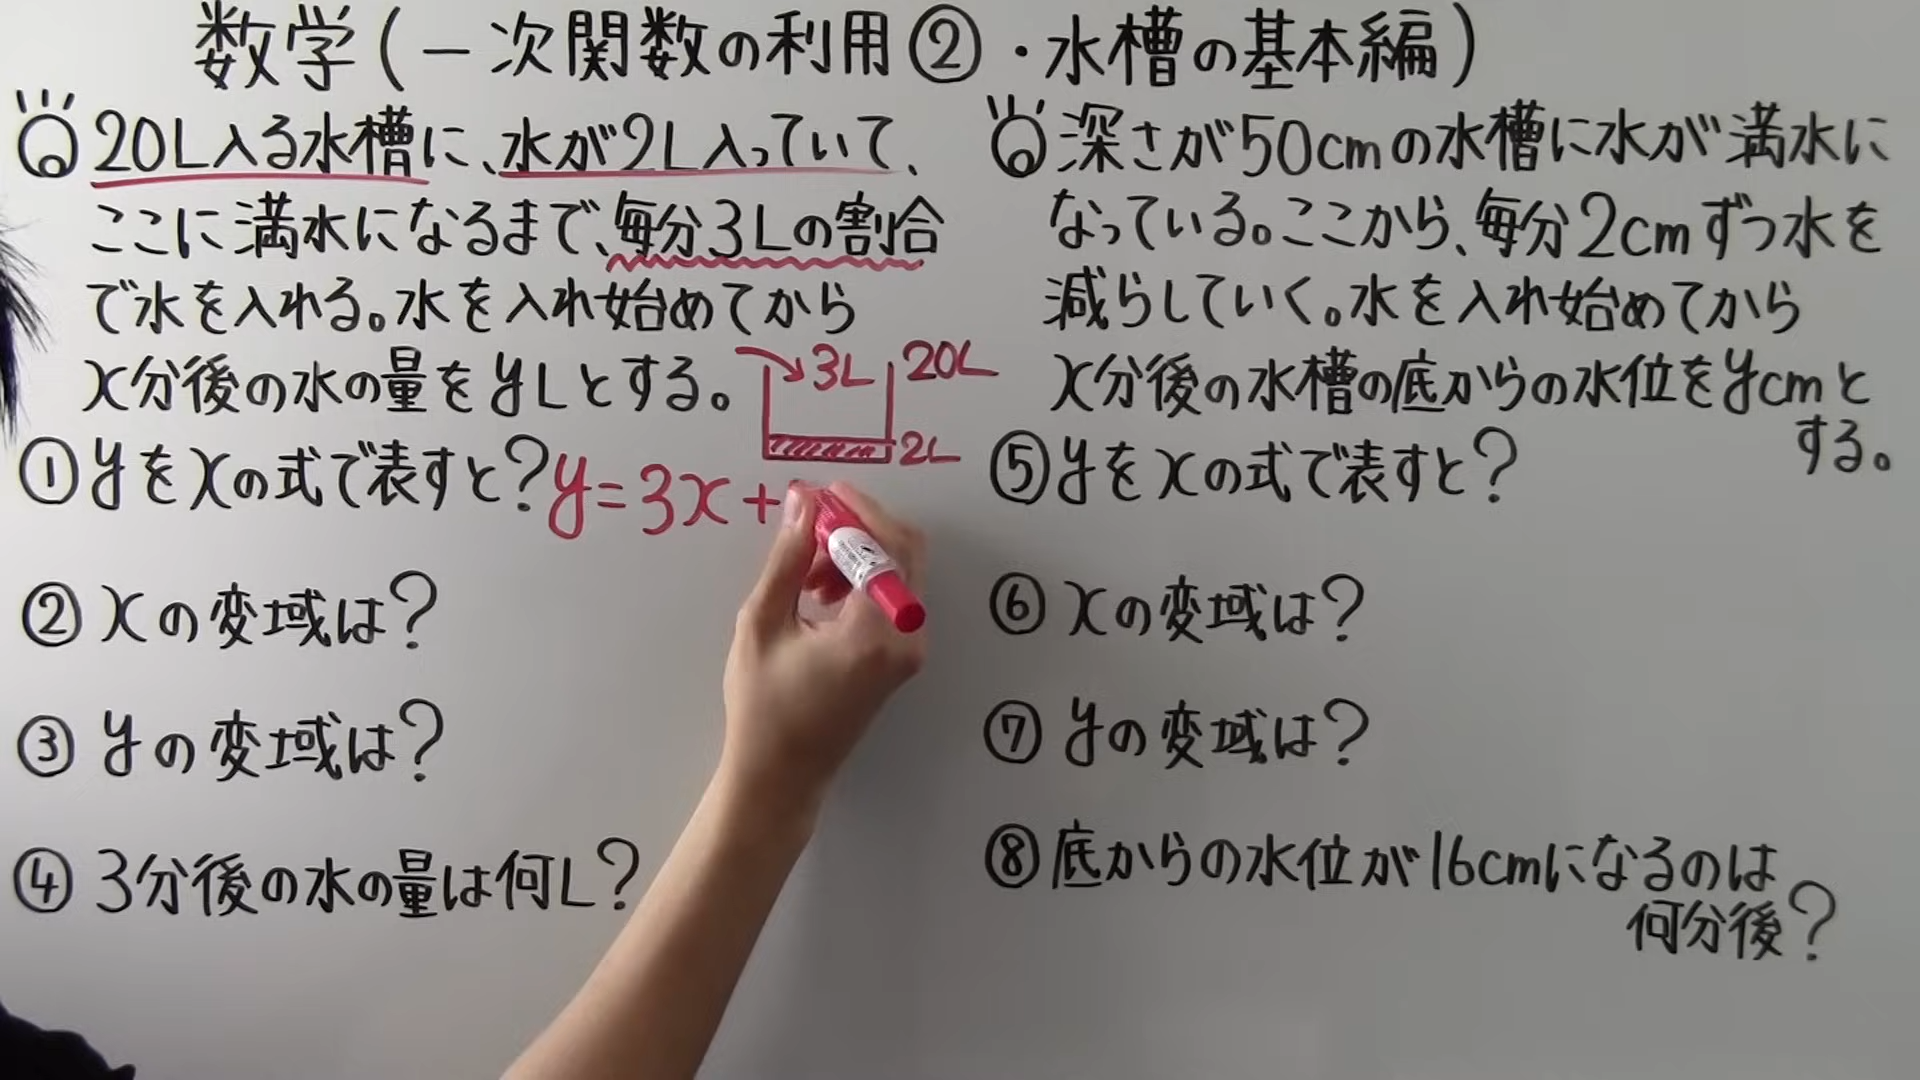 数学(一次関数の利用②・水槽の基本編)
20L入る水槽に、水が2L入っていて、
ここに満水になるまで、毎分3Lの割合
で水を入れる。水を入れ始めてから
x分後の水の量をyLとする。
3L 20L
2L
①yをxの式で表すと? y=3x+
②xの変域は?
③yの変域は?
④3分後の水の量は何L?
深さが50cmの水槽に水が満水に
なっている。ここから、毎分2cmずつ水を
減らしていく。水を入れ始めてから
x分後の水槽の底からの水位をycmと
する。
⑤yをxの式で表すと?
⑥xの変域は?
⑦yの変域は?
⑧底からの水位が16cmになるのは
何分後?